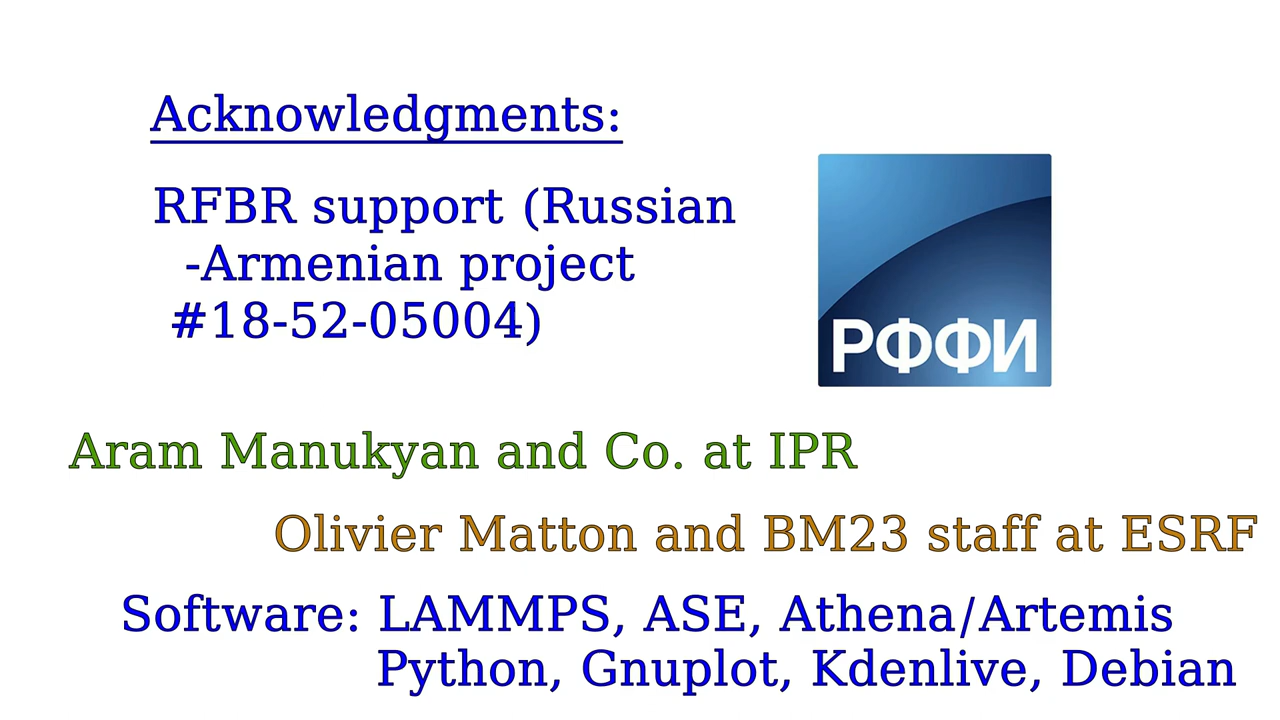 Acknowledgments:
RFBR support (Russian
-Armenian project
#18-52-05004)
РФФИ
Aram Manukyan and Co. at IPR
Olivier Matton and BM23 staff at ESRF
Software: LAMMPS, ASE, Athena/Artemis
Python, Gnuplot, Kdenlive, Debian